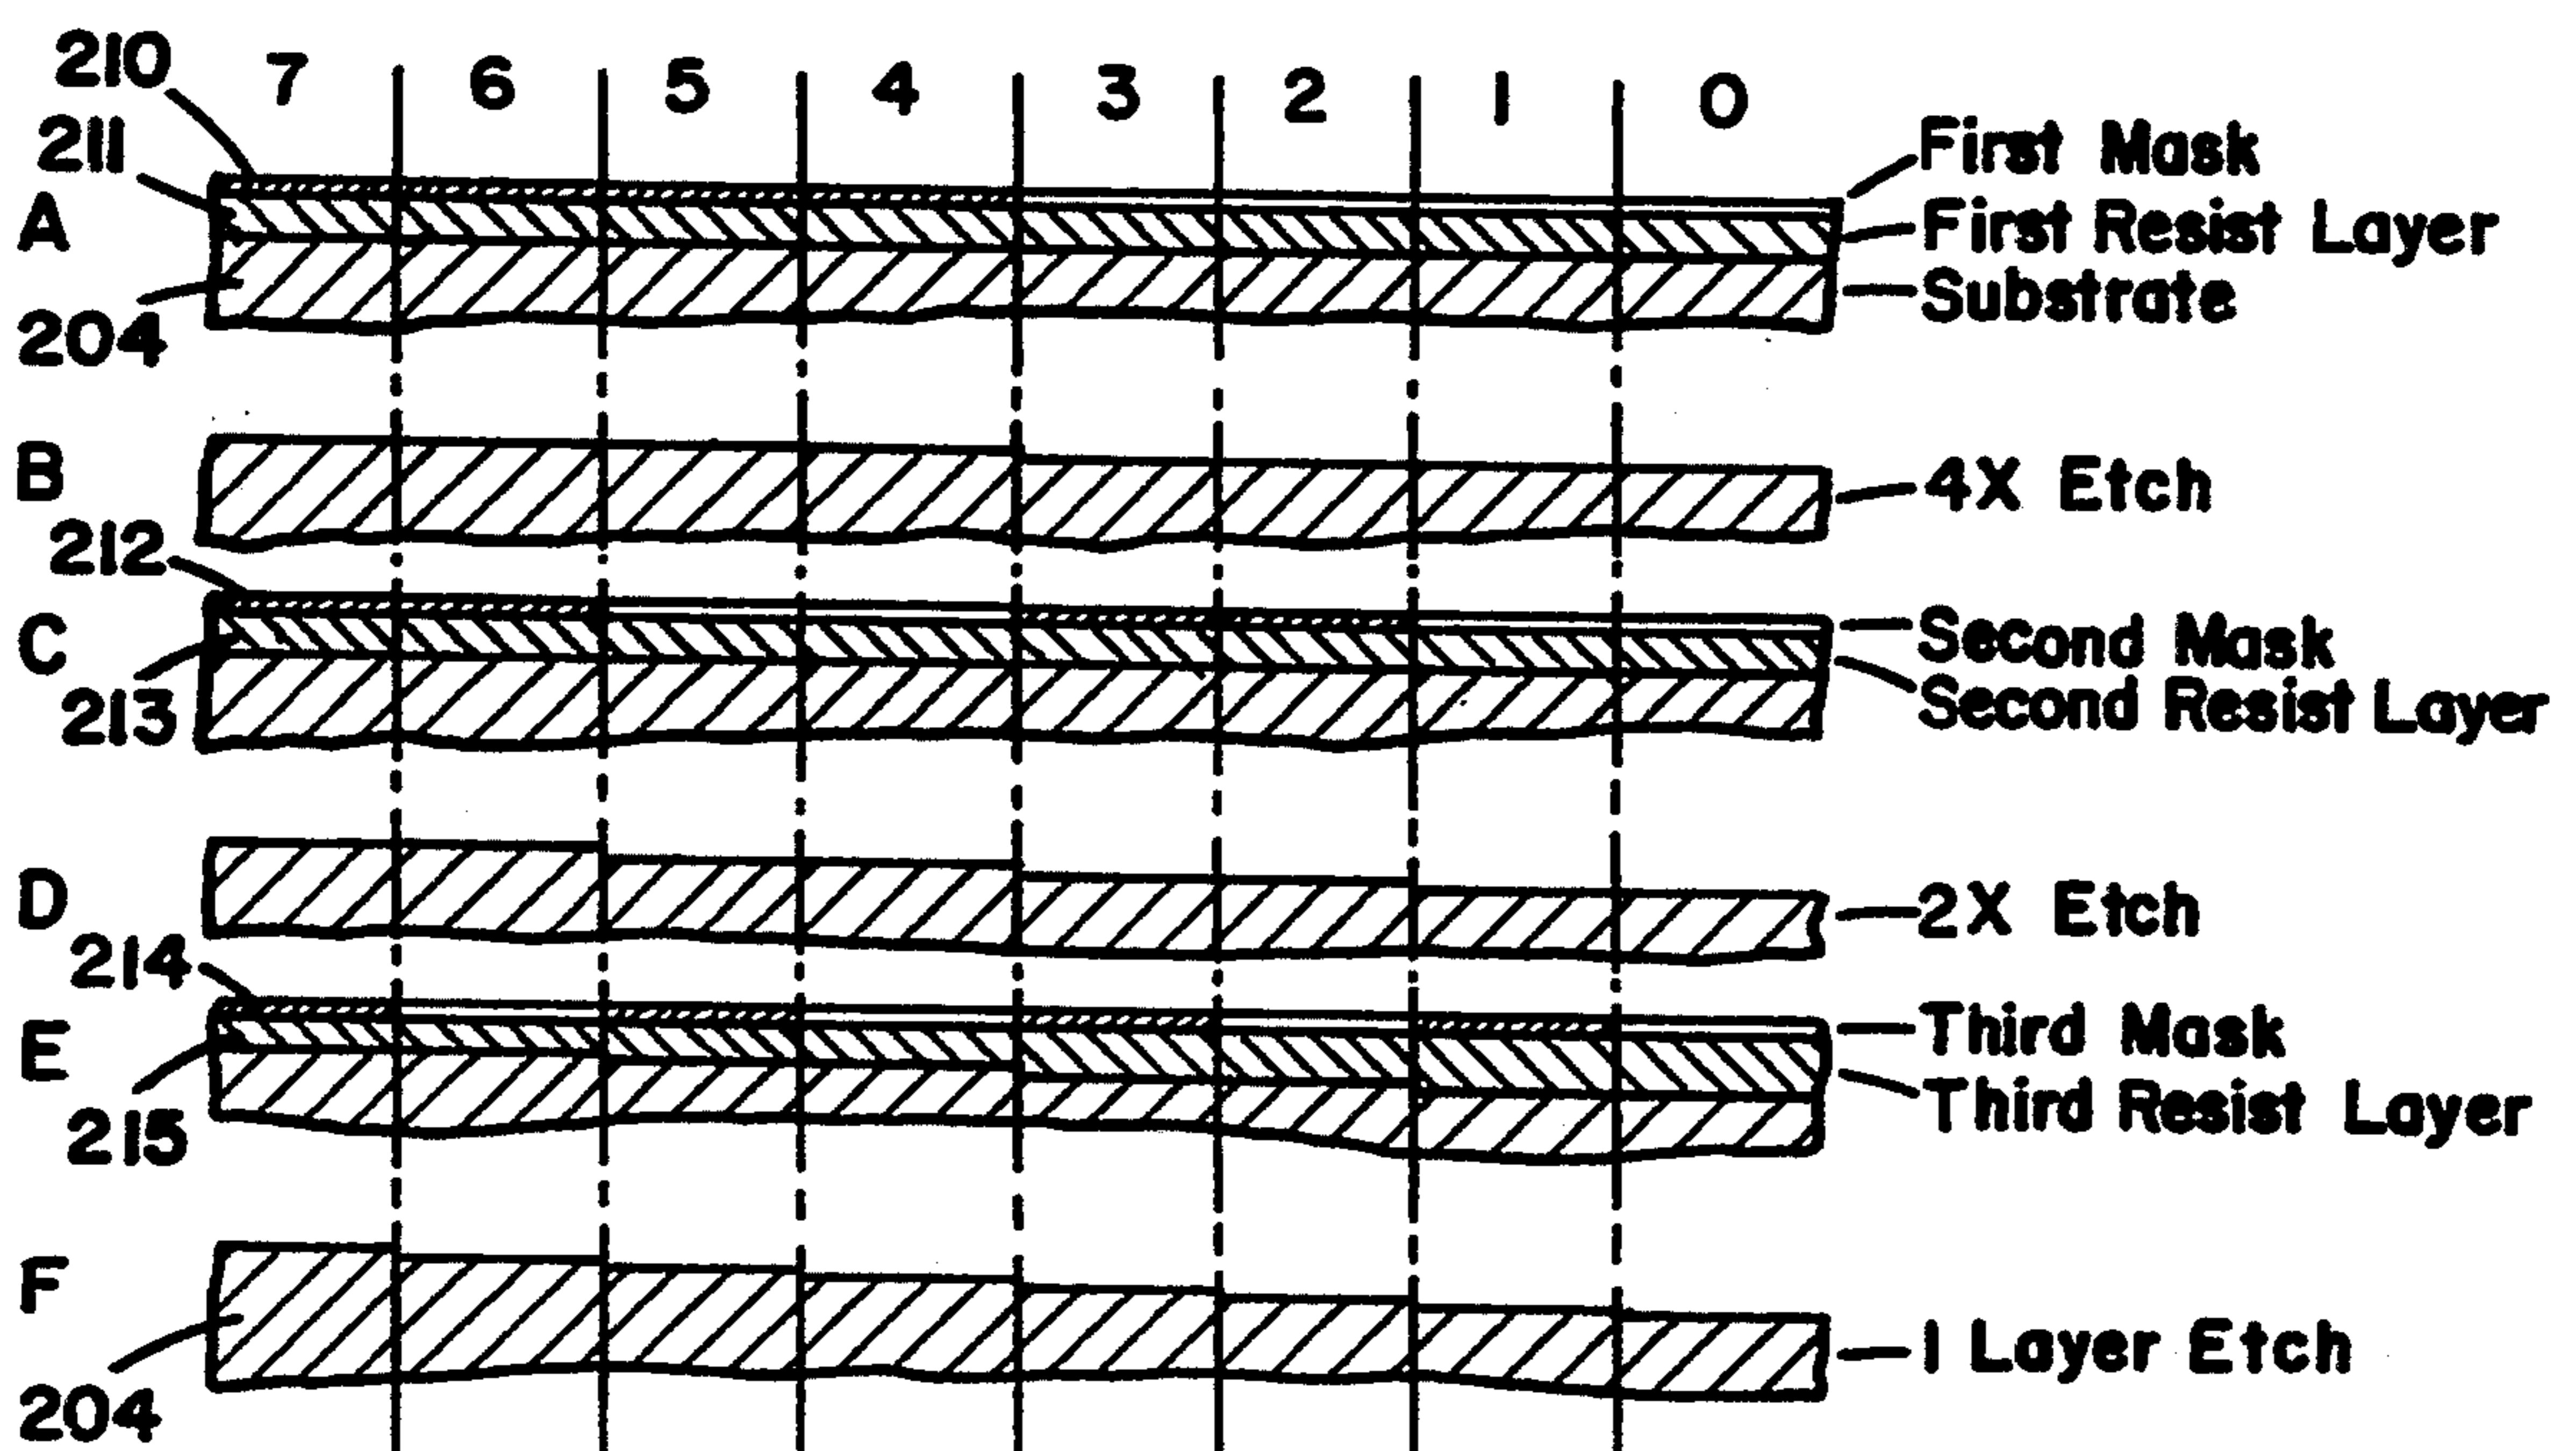 210
7 6 5 4 3 2 1 0
211
First Mask
A
First Resist Layer
Substrate
204
B
4X Etch
212
C
Second Mask
Second Resist Layer
213
D
2X Etch
214
E
Third Mask
Third Resist Layer
215
F
1 Layer Etch
204